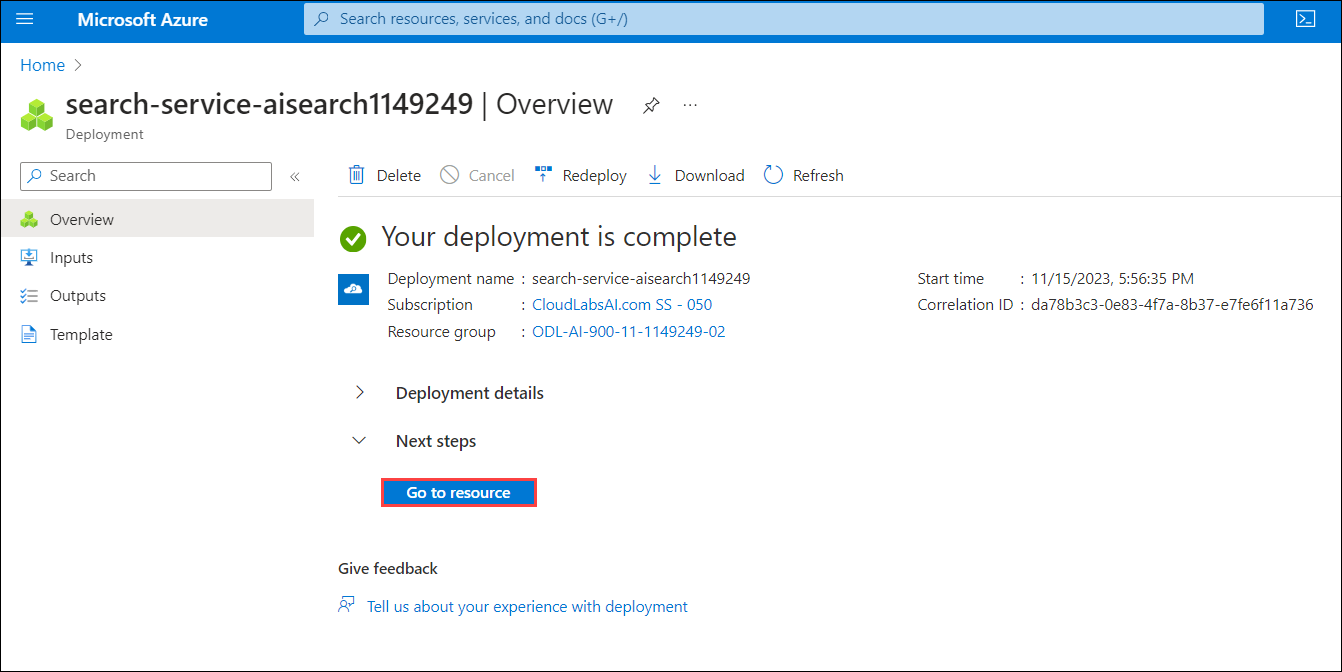 Microsoft Azure
Search resources, services, and docs (G+/)
Home
search-service-aisearch1149249 | Overview
Deployment
Search
Delete
Cancel
Redeploy
Download
Refresh
Overview
Inputs
Outputs
Template
Your deployment is complete
Deployment name : search-service-aisearch1149249
Subscription : CloudLabsAI.com SS - 050
Resource group : ODL-AI-900-11-1149249-02
Start time : 11/15/2023, 5:56:35 PM
Correlation ID : da78b3c3-0e83-4f7a-8b37-e7fe6f11a736
Deployment details
Next steps
Go to resource
Give feedback
Tell us about your experience with deployment